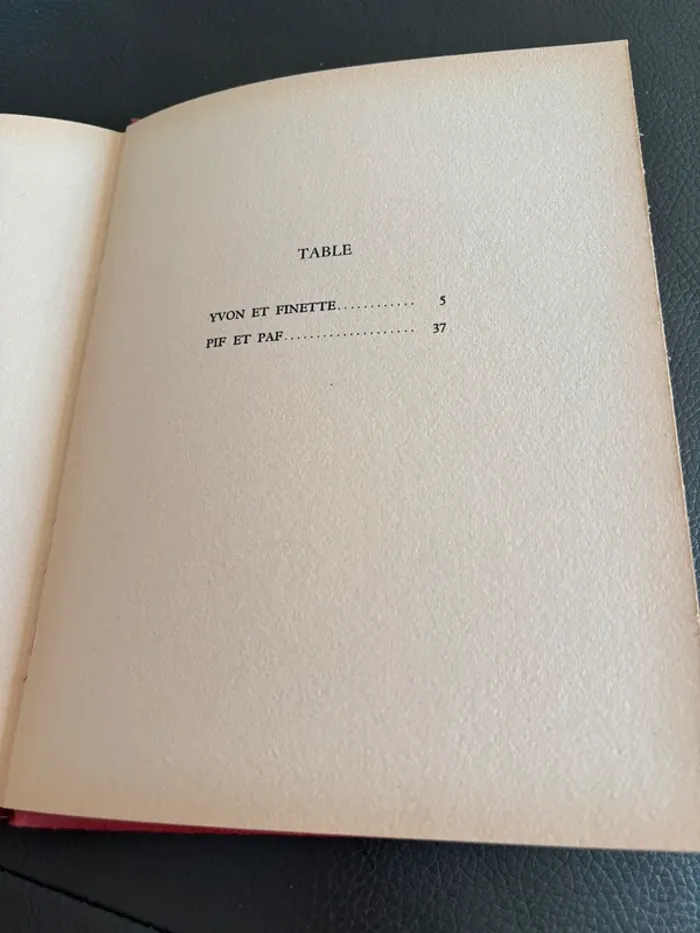 TABLE
YVON ET FINETTE............ 5
PIF ET PAF.................... 37